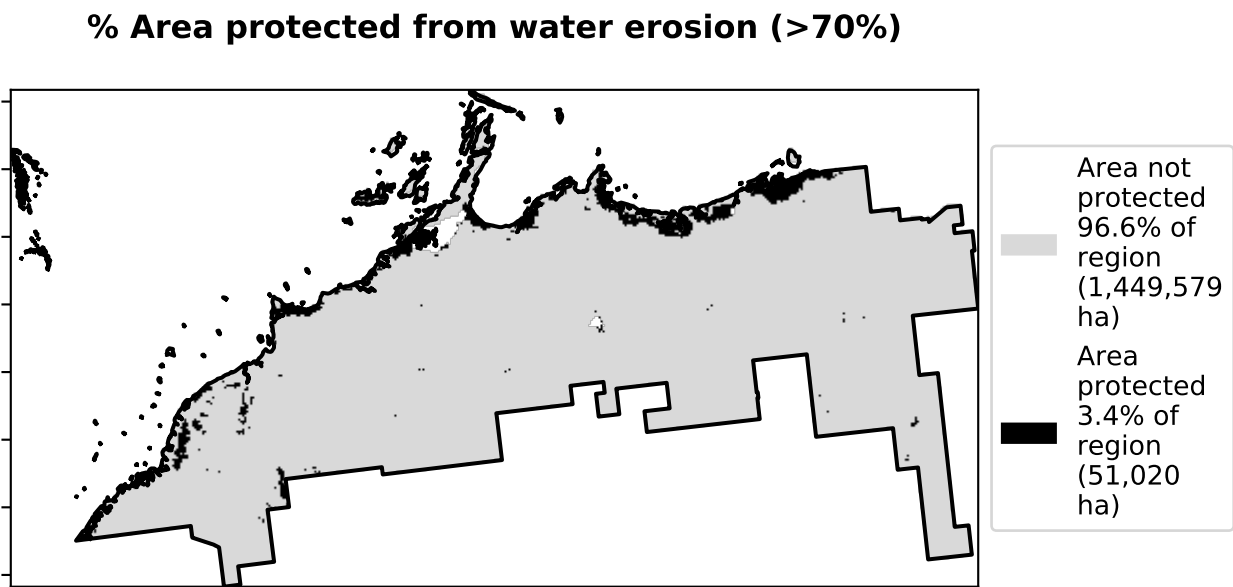 % Area protected from water erosion (>70%)
Area not
protected
96.6% of
region
(1,449,579
ha)
Area
protected
3.4% of
region
(51,020
ha)